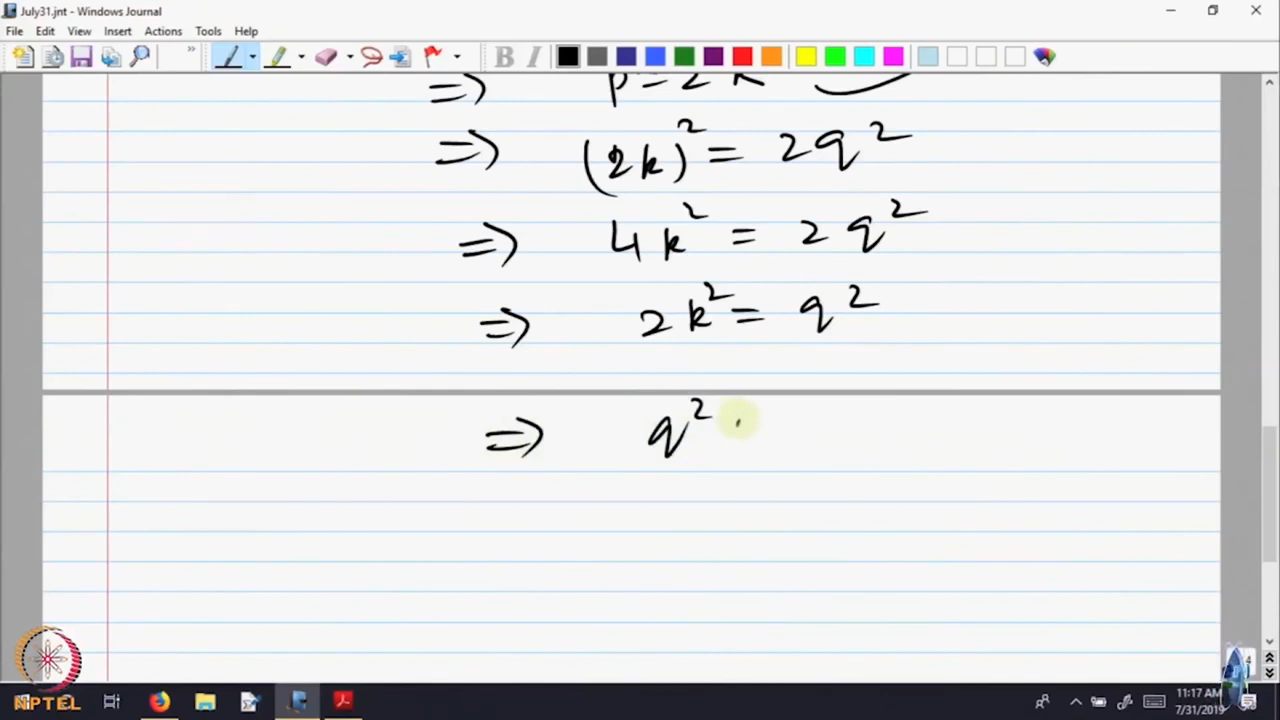 July31.jnt - Windows Journal
File Edit View Insert Actions Tools Help
B I
=> p = 2k
=> (2k)² = 2q²
=> 4k² = 2q²
=> 2k² = q²
=> q²
NPTEL
11:17 AM
7/31/2019